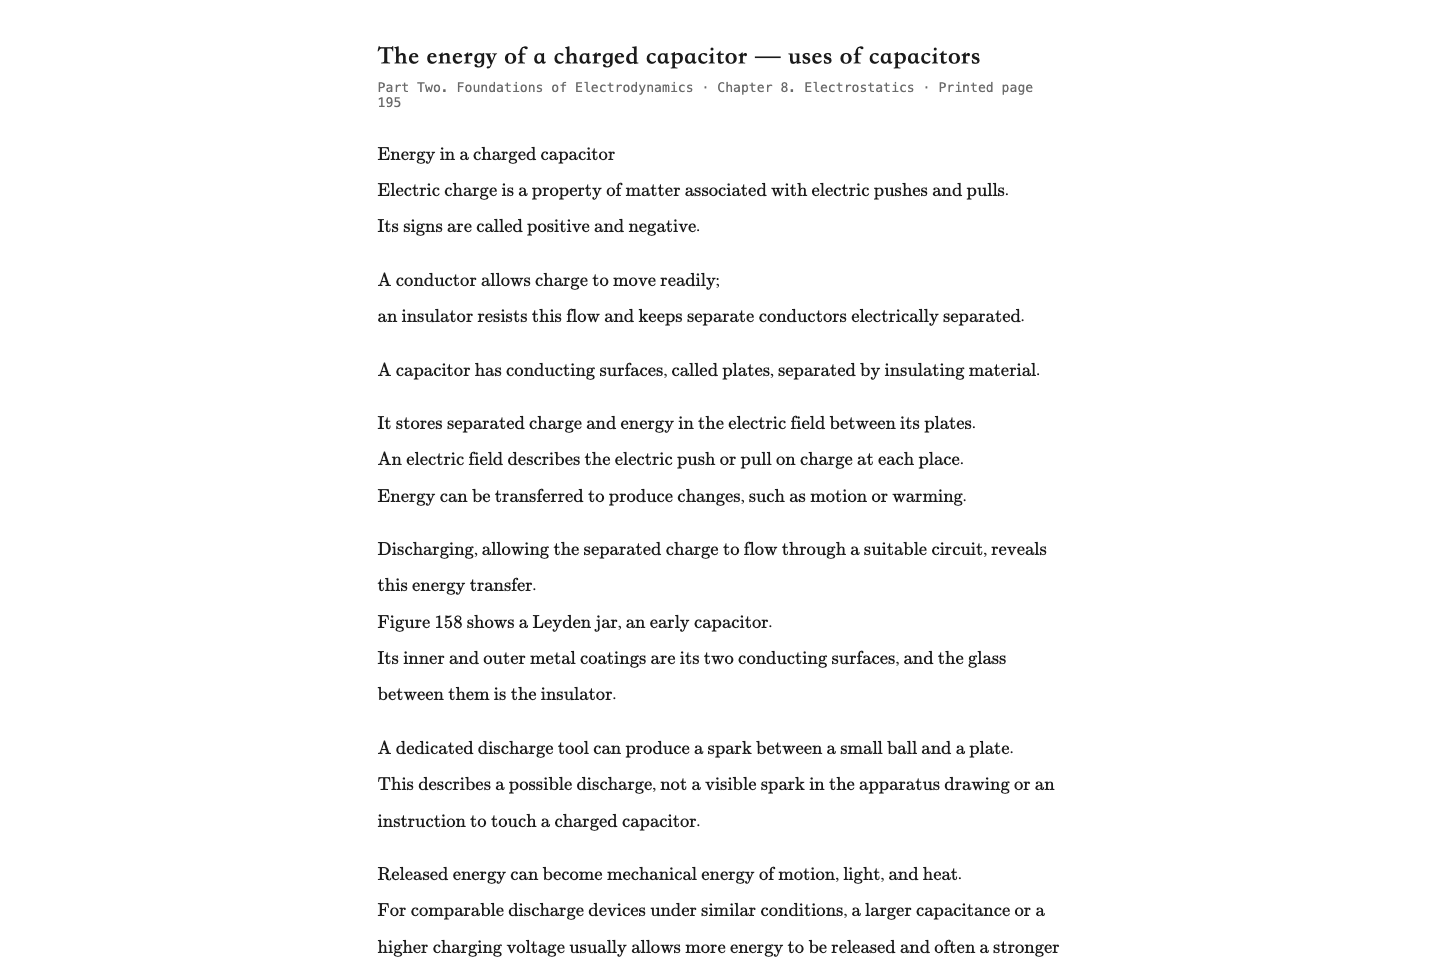 The energy of a charged capacitor — uses of capacitors
Part Two. Foundations of Electrodynamics · Chapter 8. Electrostatics · Printed page
195
Energy in a charged capacitor
Electric charge is a property of matter associated with electric pushes and pulls.
Its signs are called positive and negative.
A conductor allows charge to move readily;
an insulator resists this flow and keeps separate conductors electrically separated.
A capacitor has conducting surfaces, called plates, separated by insulating material.
It stores separated charge and energy in the electric field between its plates.
An electric field describes the electric push or pull on charge at each place.
Energy can be transferred to produce changes, such as motion or warming.
Discharging, allowing the separated charge to flow through a suitable circuit, reveals
this energy transfer.
Figure 158 shows a Leyden jar, an early capacitor.
Its inner and outer metal coatings are its two conducting surfaces, and the glass
between them is the insulator.
A dedicated discharge tool can produce a spark between a small ball and a plate.
This describes a possible discharge, not a visible spark in the apparatus drawing or an
instruction to touch a charged capacitor.
Released energy can become mechanical energy of motion, light, and heat.
For comparable discharge devices under similar conditions, a larger capacitance or a
higher charging voltage usually allows more energy to be released and often a stronger